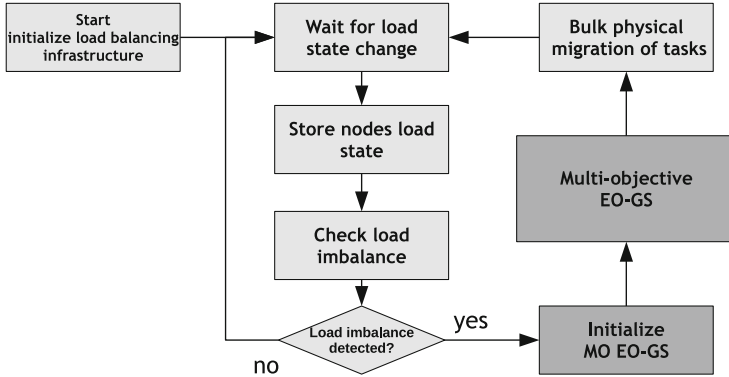 Start
initialize load balancing
infrastructure
Wait for load
state change
Bulk physical
migration of tasks
Store nodes load
state
Multi-objective
EO-GS
Check load
imbalance
Load imbalance
detected?
yes
no
Initialize
MO EO-GS